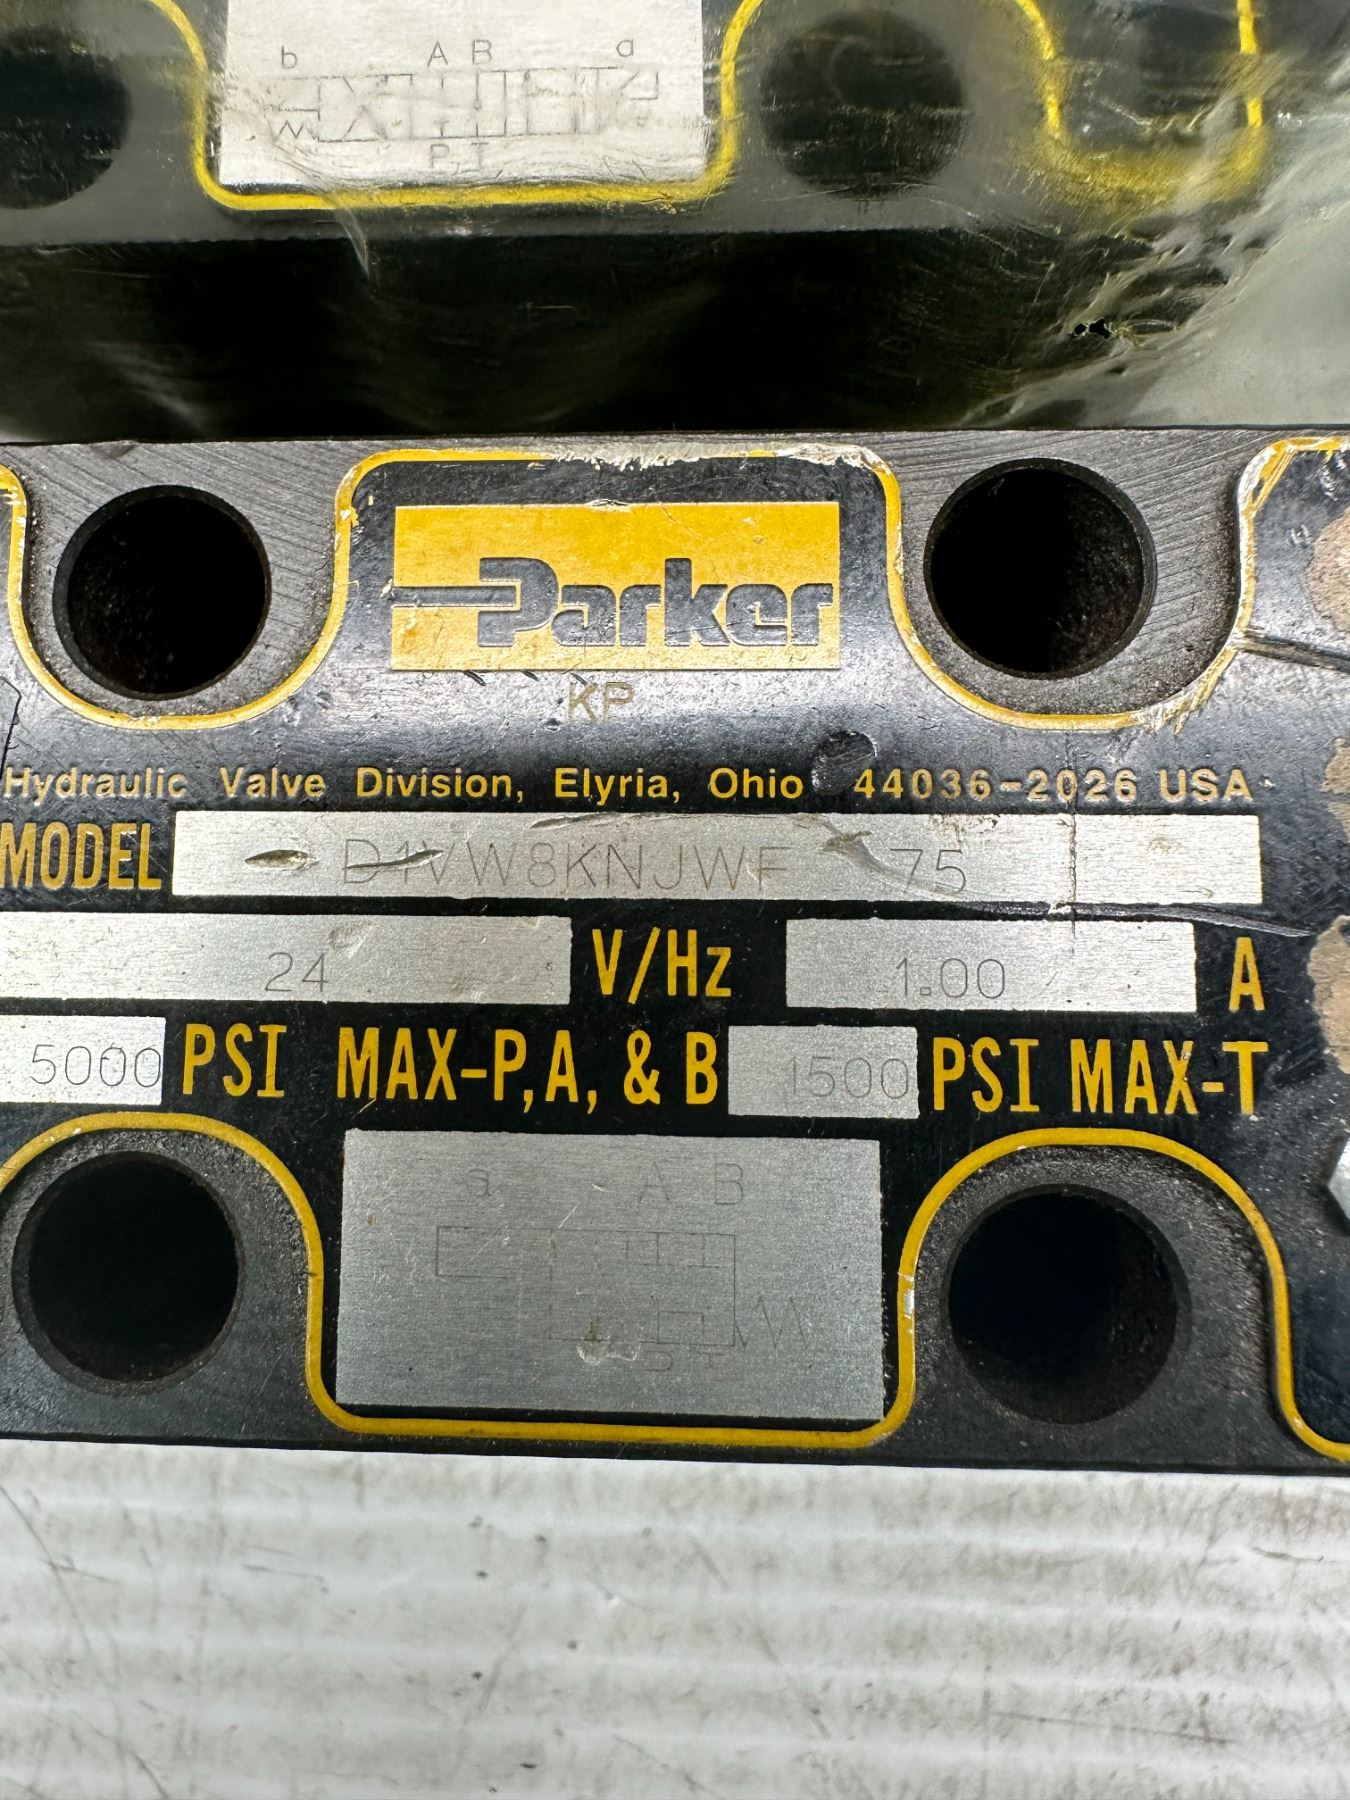 b A B a
P T
Parker
KP
Hydraulic Valve Division, Elyria, Ohio 44036-2026 USA
MODEL D1VW8KNJWF 75
24 V/Hz 1.00 A
5000 PSI MAX-P,A, & B 1500 PSI MAX-T
a A B
P T